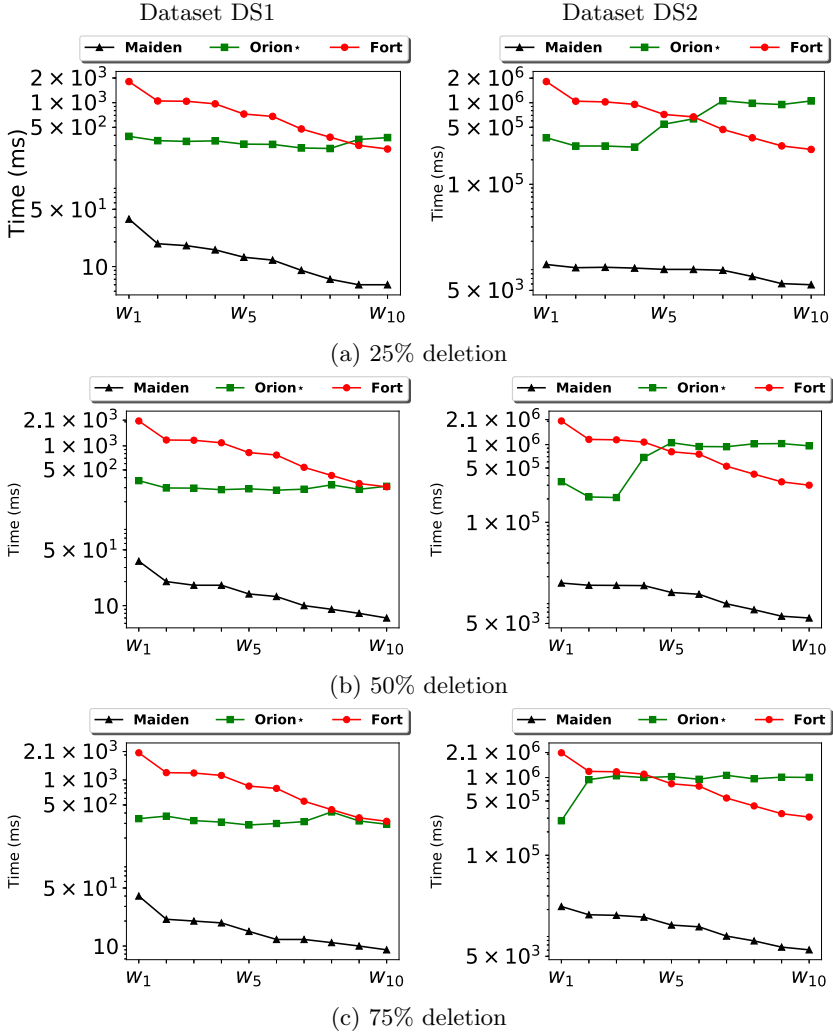 Dataset DS1 Dataset DS2
Maiden Orion⋆ Fort Maiden Orion⋆ Fort
2 × 10³ 2 × 10⁶
1 × 10³ 1 × 10⁶
5 × 10² 5 × 10⁵
1 × 10⁵
5 × 10¹
10 5 × 10³
Time (ms) Time (ms)
w₁ w₅ w₁₀ w₁ w₅ w₁₀
(a) 25% deletion
Maiden Orion⋆ Fort Maiden Orion⋆ Fort
2.1 × 10³ 2.1 × 10⁶
1 × 10³ 1 × 10⁶
5 × 10² 5 × 10⁵
1 × 10⁵
5 × 10¹
10 5 × 10³
Time (ms) Time (ms)
w₁ w₅ w₁₀ w₁ w₅ w₁₀
(b) 50% deletion
Maiden Orion⋆ Fort Maiden Orion⋆ Fort
2.1 × 10³ 2.1 × 10⁶
1 × 10³ 1 × 10⁶
5 × 10² 5 × 10⁵
1 × 10⁵
5 × 10¹
10 5 × 10³
Time (ms) Time (ms)
w₁ w₅ w₁₀ w₁ w₅ w₁₀
(c) 75% deletion